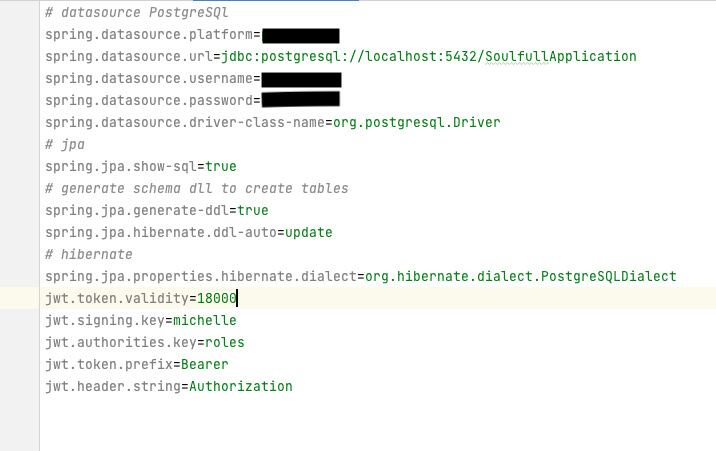 # datasource PostgreSQl
spring.datasource.platform=
spring.datasource.url=jdbc:postgresql://localhost:5432/SoulfullApplication
spring.datasource.username=
spring.datasource.password=
spring.datasource.driver-class-name=org.postgresql.Driver
# jpa
spring.jpa.show-sql=true
# generate schema dll to create tables
spring.jpa.generate-ddl=true
spring.jpa.hibernate.ddl-auto=update
# hibernate
spring.jpa.properties.hibernate.dialect=org.hibernate.dialect.PostgreSQLDialect
jwt.token.validity=18000
jwt.signing.key=michelle
jwt.authorities.key=roles
jwt.token.prefix=Bearer
jwt.header.string=Authorization